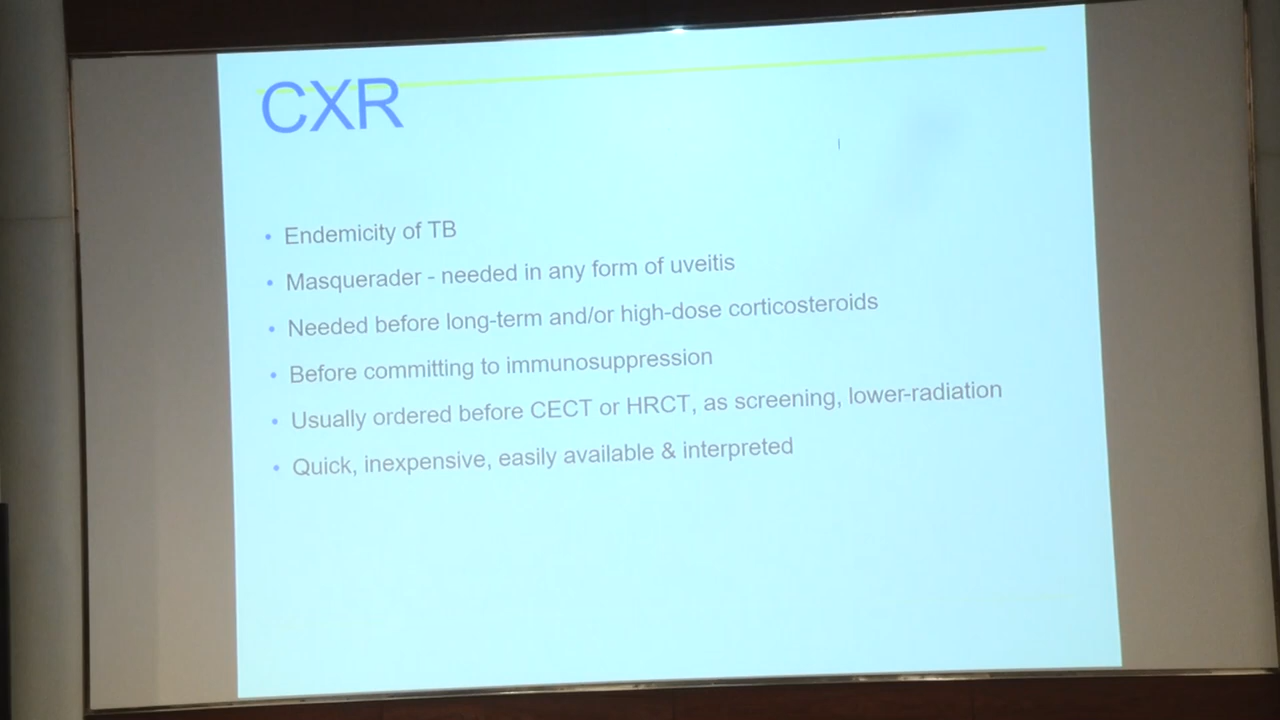 CXR
• Endemicity of TB
• Masquerader - needed in any form of uveitis
• Needed before long-term and/or high-dose corticosteroids
• Before committing to immunosuppression
• Usually ordered before CECT or HRCT, as screening, lower-radiation
• Quick, inexpensive, easily available & interpreted